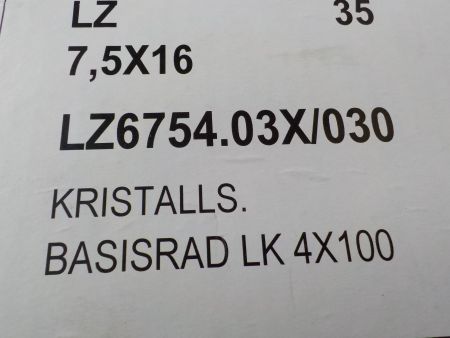 LZ 35
7,5X16
LZ6754.03X/030
KRISTALLS.
BASISRAD LK 4X100